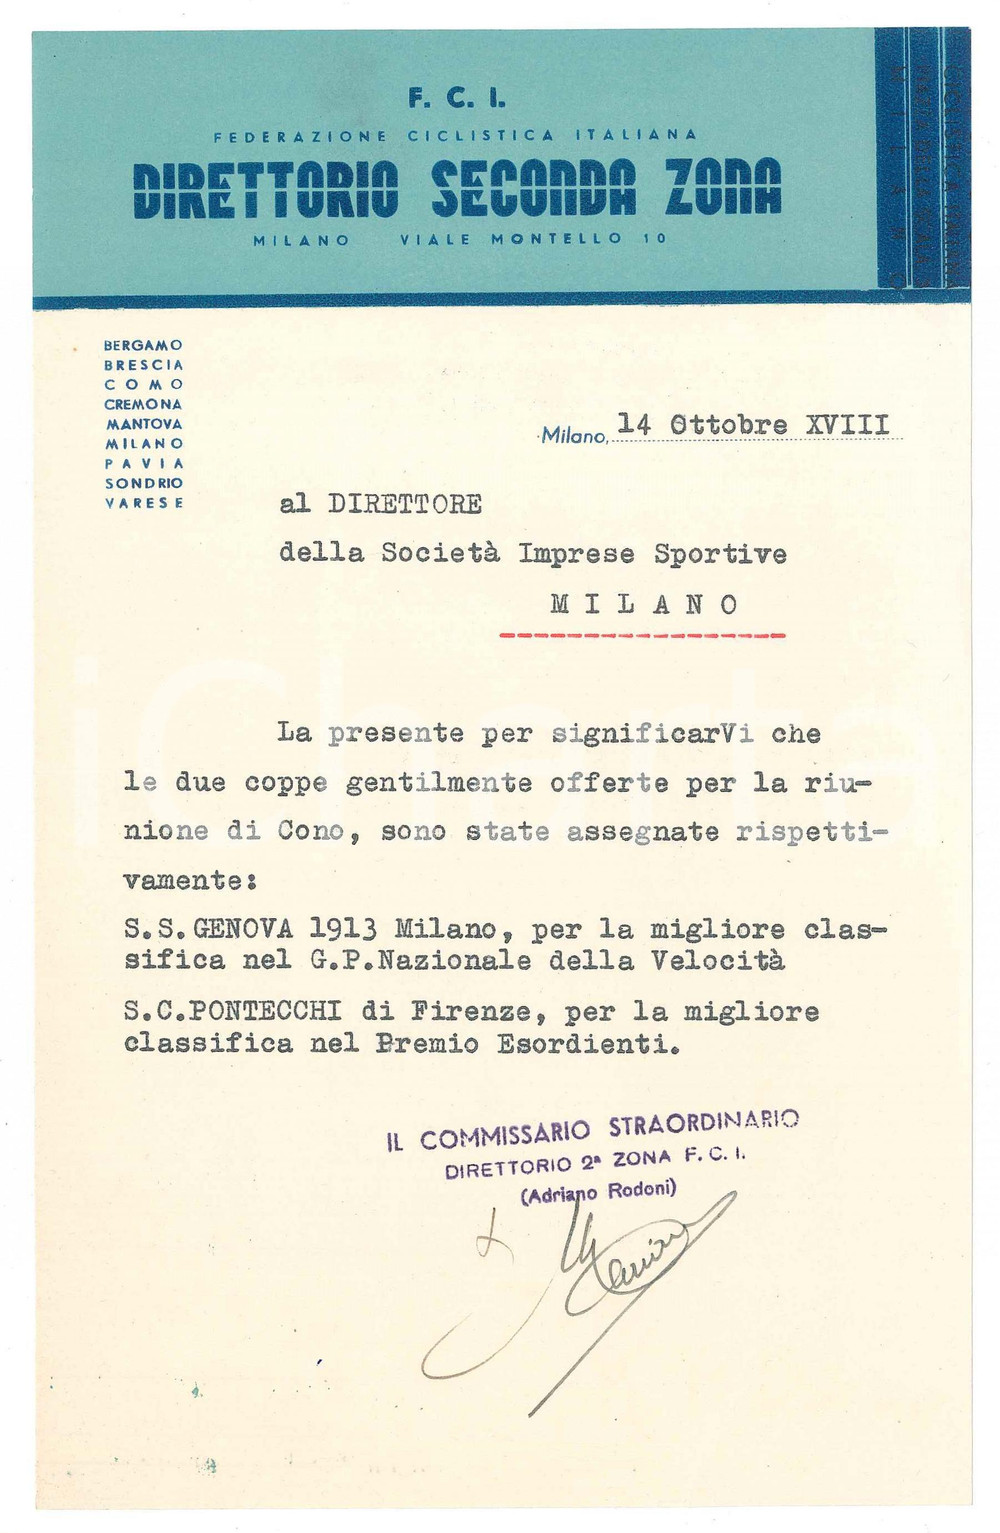 F. C. I.
FEDERAZIONE CICLISTICA ITALIANA
DIRETTORIO SECONDA ZONA
MILANO VIALE MONTELLO 10
BERGAMO
BRESCIA
COMO
CREMONA
MANTOVA
MILANO
PAVIA
SONDRIO
VARESE
Milano, 14 Ottobre XVIII
al DIRETTORE
della Società Imprese Sportive
MILANO
La presente per significarVi che
le due coppe gentilmente offerte per la riu-
nione di Cono, sono state assegnate rispetti-
vamente:
S.S.GENOVA 1913 Milano, per la migliore clas-
sifica nel G.P.Nazionale della Velocità
S.C.PONTECCHI di Firenze, per la migliore
classifica nel Premio Esordienti.
IL COMMISSARIO STRAORDINARIO
DIRETTORIO 2ª ZONA F. C. I.
(Adriano Rodoni)
iCharta